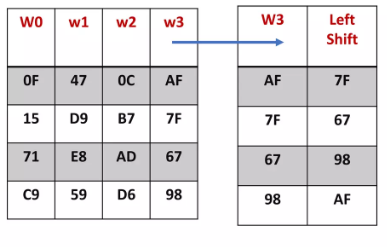 W0 w1 w2 w3
0F 47 0C AF
15 D9 B7 7F
71 E8 AD 67
C9 59 D6 98
W3 Left
Shift
AF 7F
7F 67
67 98
98 AF